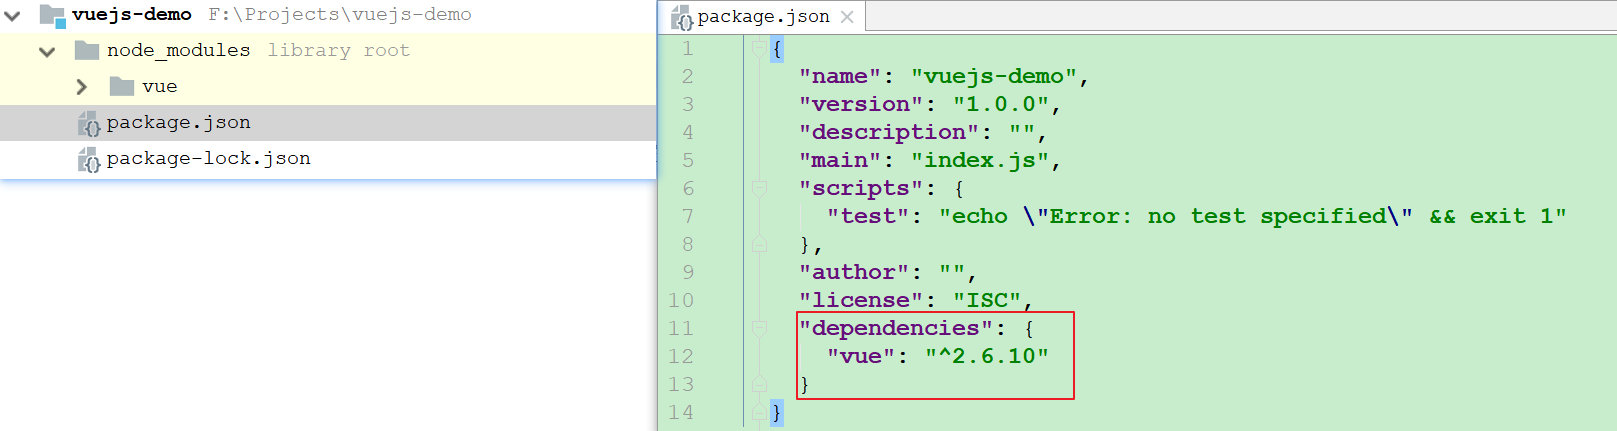 vuejs-demo F:\Projects\vuejs-demo
node_modules library root
vue
package.json
package-lock.json
package.json
1 {
2 "name": "vuejs-demo",
3 "version": "1.0.0",
4 "description": "",
5 "main": "index.js",
6 "scripts": {
7 "test": "echo \"Error: no test specified\" && exit 1"
8 },
9 "author": "",
10 "license": "ISC",
11 "dependencies": {
12 "vue": "^2.6.10"
13 }
14 }